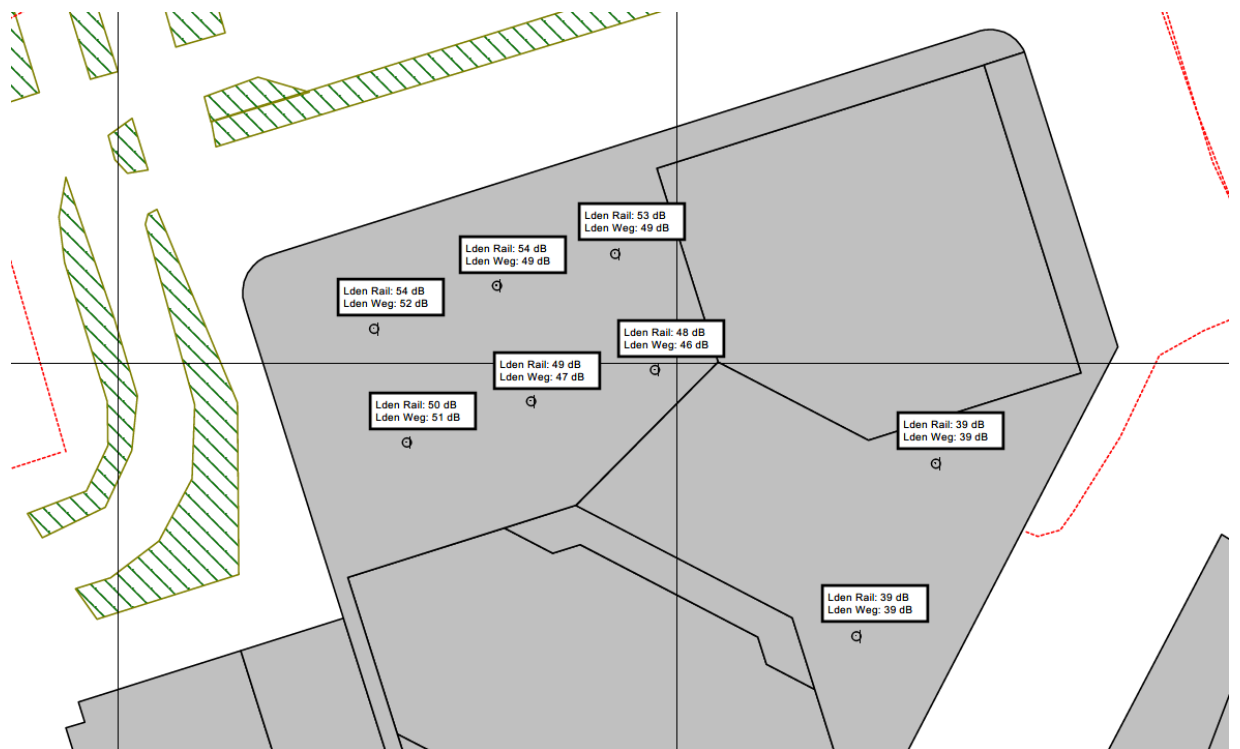 Lden Rail: 53 dB
Lden Weg: 49 dB
Lden Rail: 54 dB
Lden Weg: 49 dB
Lden Rail: 54 dB
Lden Weg: 52 dB
Lden Rail: 48 dB
Lden Weg: 46 dB
Lden Rail: 49 dB
Lden Weg: 47 dB
Lden Rail: 50 dB
Lden Weg: 51 dB
Lden Rail: 39 dB
Lden Weg: 39 dB
Lden Rail: 39 dB
Lden Weg: 39 dB